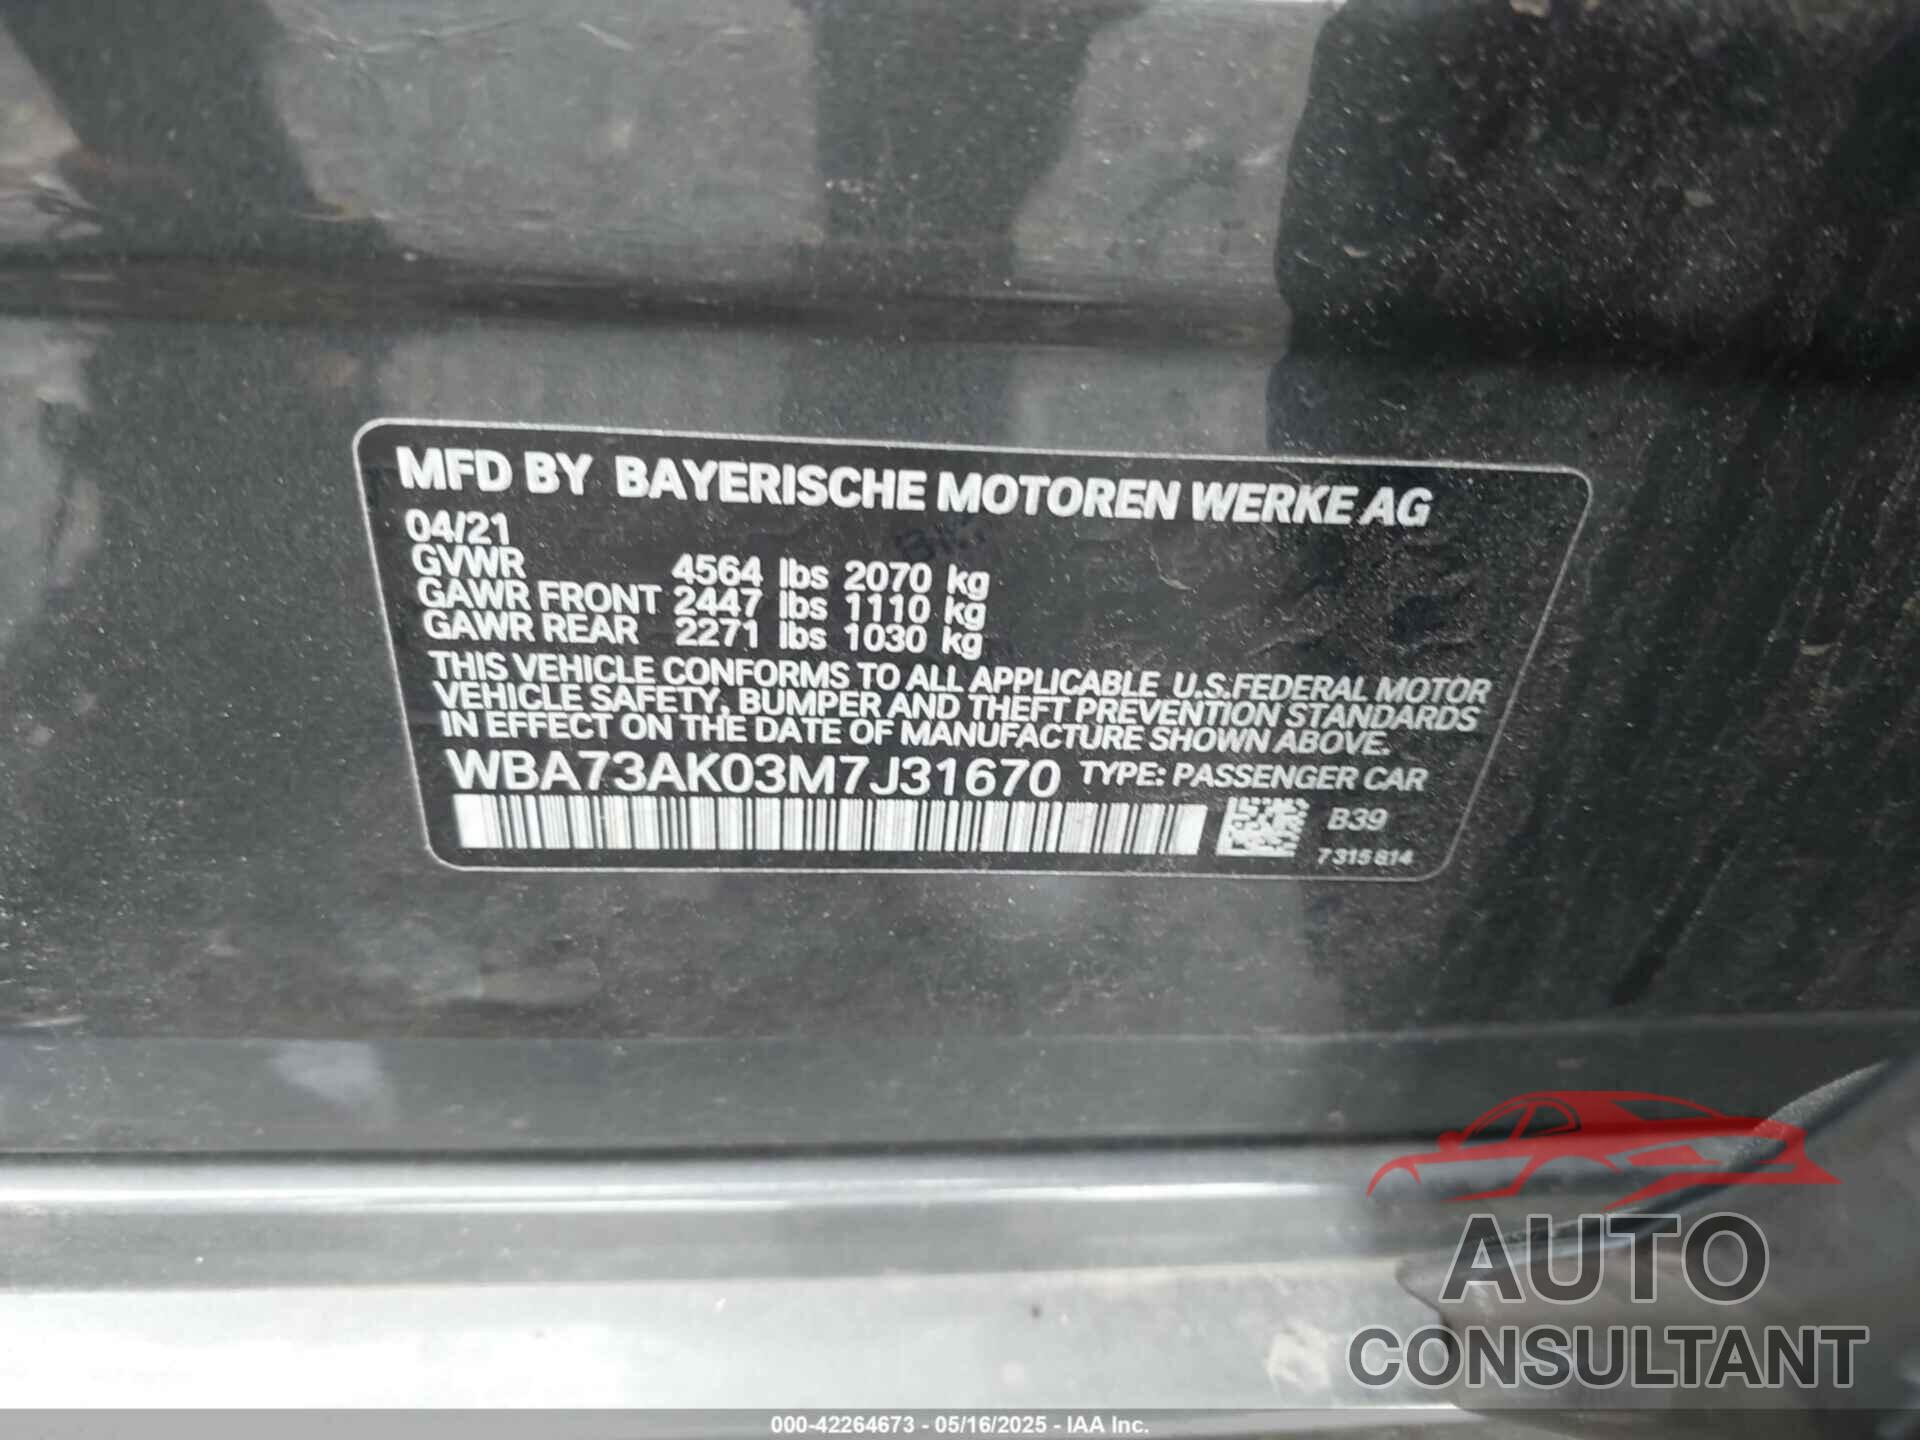 MFD BY BAYERISCHE MOTOREN WERKE AG
04/21
GVWR 4564 lbs 2070 kg
GAWR FRONT 2447 lbs 1110 kg
GAWR REAR 2271 lbs 1030 kg
THIS VEHICLE CONFORMS TO ALL APPLICABLE U.S.FEDERAL MOTOR
VEHICLE SAFETY, BUMPER AND THEFT PREVENTION STANDARDS
IN EFFECT ON THE DATE OF MANUFACTURE SHOWN ABOVE.
WBA73AK03M7J31670 TYPE: PASSENGER CAR
B39
7315814
AUTO
CONSULTANT
000-42264673 - 05/16/2025 - IAA Inc.